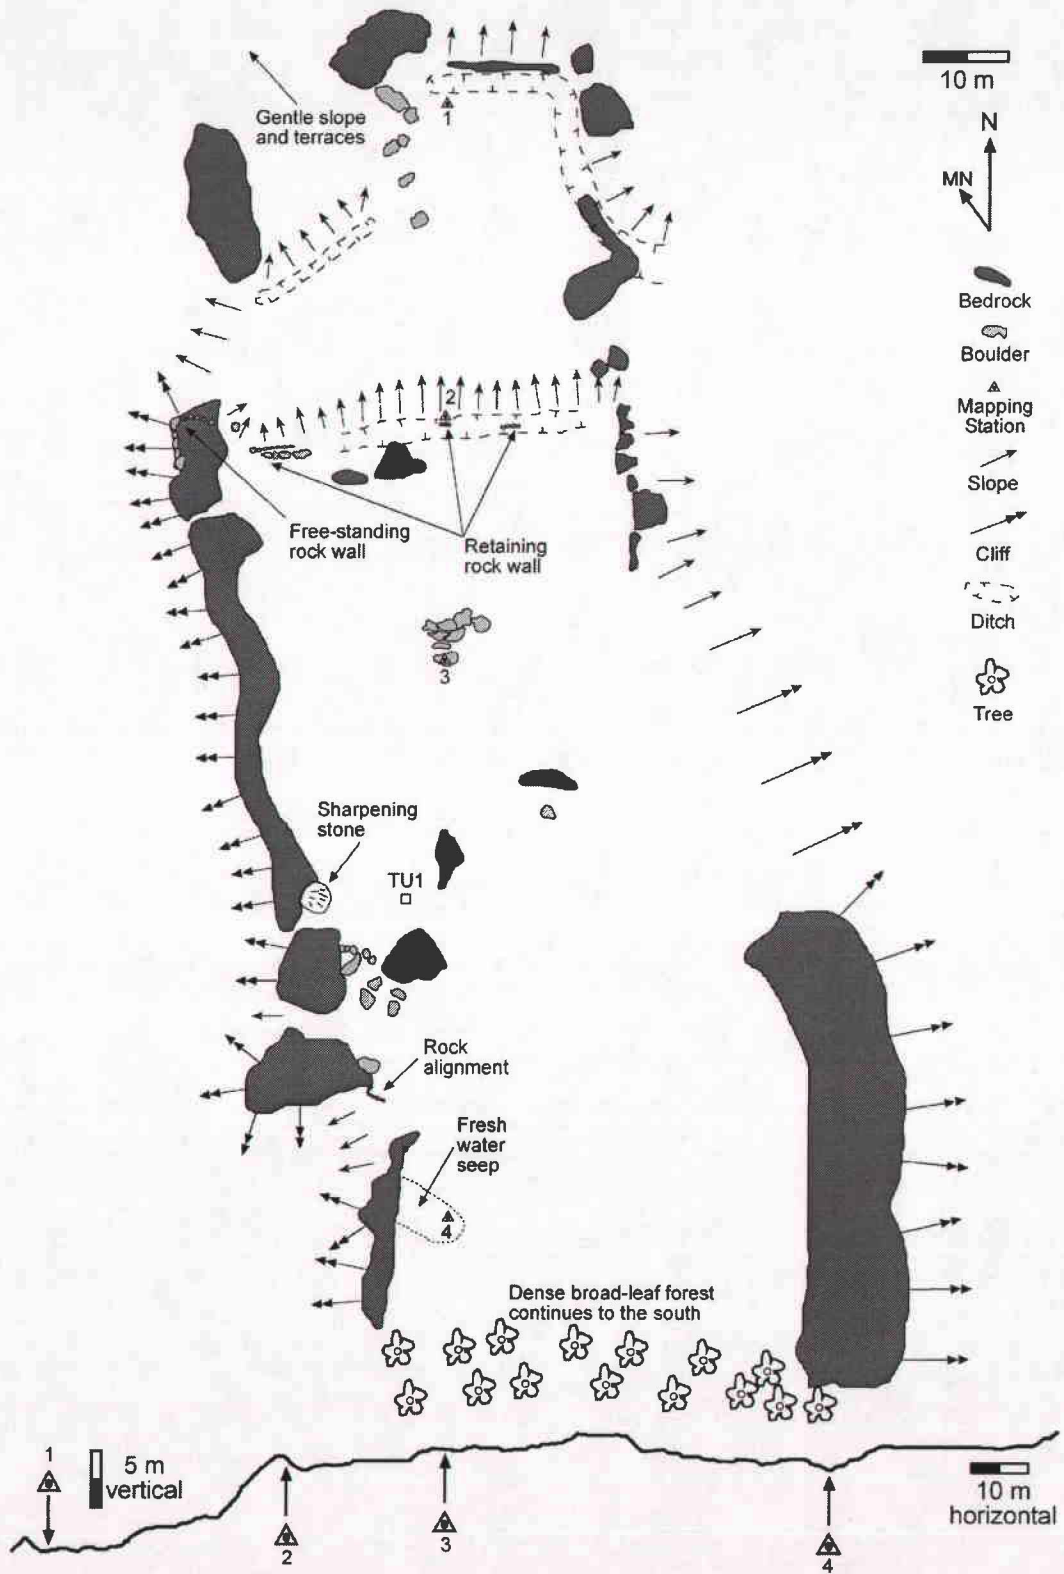 10 m
N
MN
Gentle slope
and terraces
1
Bedrock
Boulder
Mapping
Station
Slope
Cliff
Ditch
Tree
2
Free-standing
rock wall
Retaining
rock wall
3
Sharpening
stone
TU1
Rock
alignment
Fresh
water
seep
4
Dense broad-leaf forest
continues to the south
1
5 m
vertical
2
3
4
10 m
horizontal